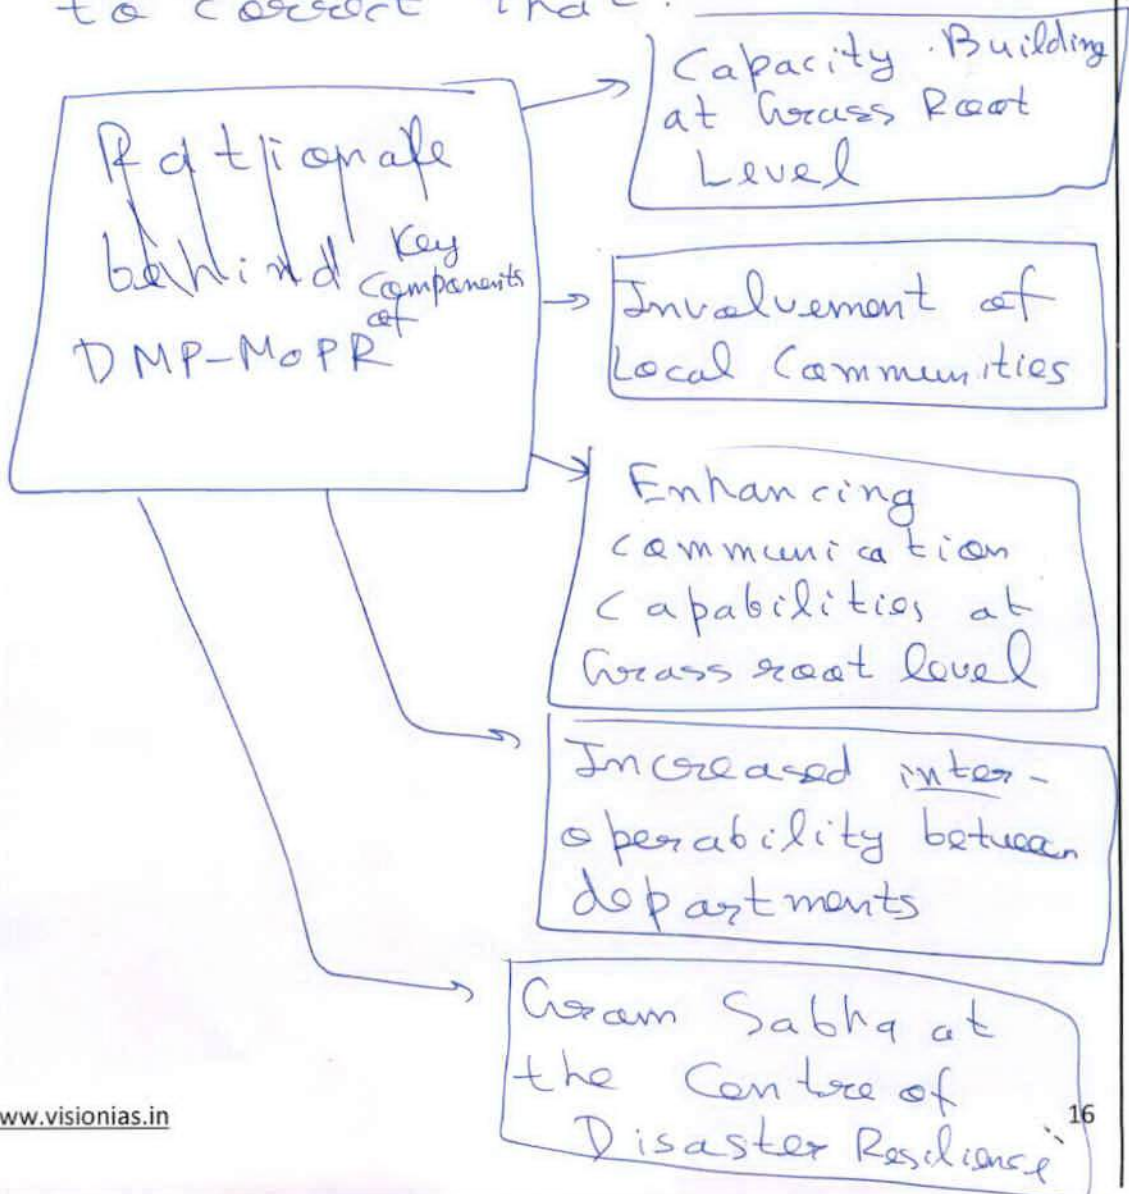 to correct that.
Rationale
behind Key
Components
of
DMP-MoPR
Capacity Building
at Grass Root
Level
Involvement of
Local Communities
Enhancing
communication
Capabilities at
Grass root level
Increased inter-
operability between
departments
Gram Sabha at
the Centre of
Disaster Resilience
ww.visionias.in
16